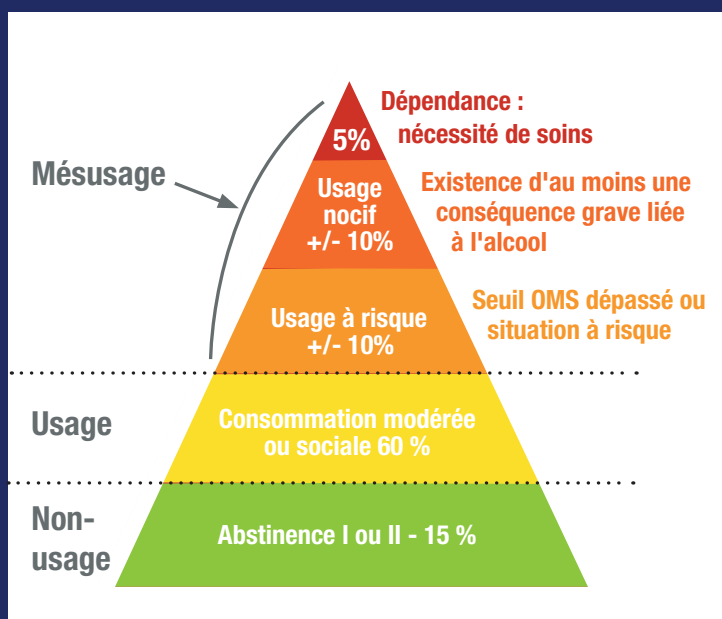 Dépendance :
nécessité de soins
5%
Mésusage
Usage
nocif
+/- 10%
Existence d'au moins une
conséquence grave liée
à l'alcool
Usage à risque
+/- 10%
Seuil OMS dépassé ou
situation à risque
Usage
Consommation modérée
ou sociale 60 %
Non-
usage
Abstinence I ou II - 15 %